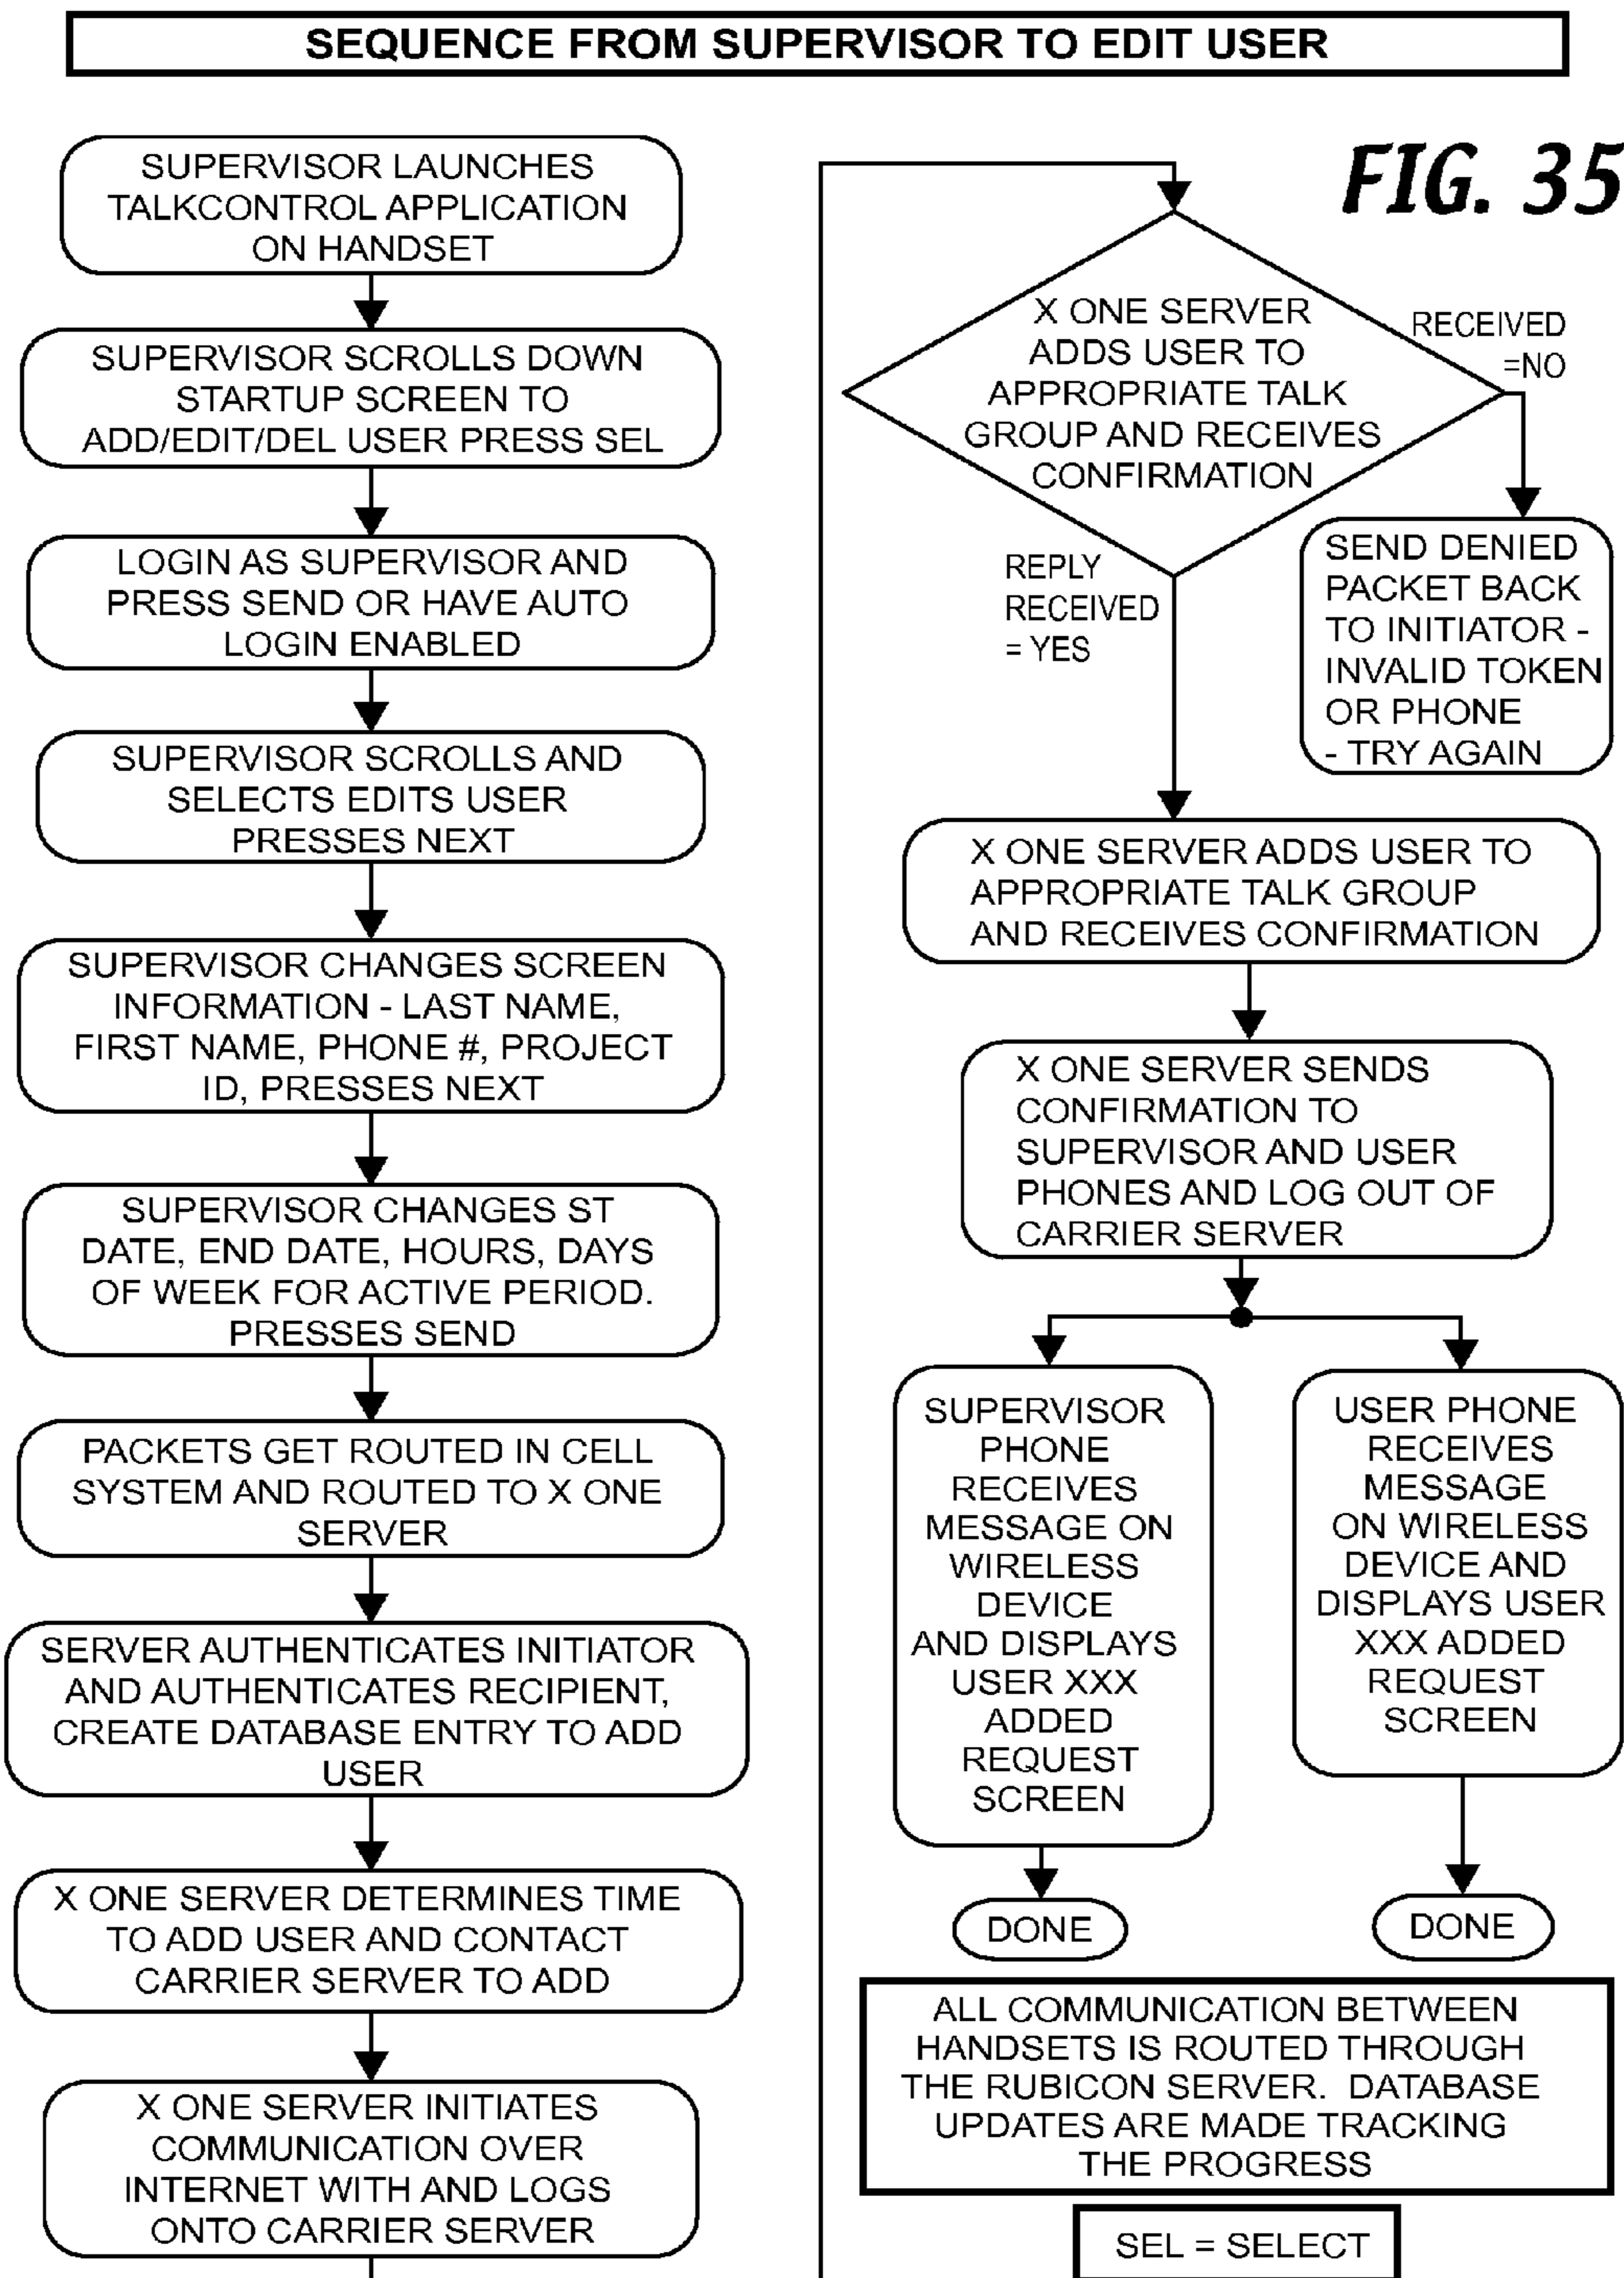 SEQUENCE FROM SUPERVISOR TO EDIT USER
FIG. 35
SUPERVISOR LAUNCHES
TALKCONTROL APPLICATION
ON HANDSET
SUPERVISOR SCROLLS DOWN
STARTUP SCREEN TO
ADD/EDIT/DEL USER PRESS SEL
LOGIN AS SUPERVISOR AND
PRESS SEND OR HAVE AUTO
LOGIN ENABLED
SUPERVISOR SCROLLS AND
SELECTS EDITS USER
PRESSES NEXT
SUPERVISOR CHANGES SCREEN
INFORMATION - LAST NAME,
FIRST NAME, PHONE #, PROJECT
ID, PRESSES NEXT
SUPERVISOR CHANGES ST
DATE, END DATE, HOURS, DAYS
OF WEEK FOR ACTIVE PERIOD.
PRESSES SEND
PACKETS GET ROUTED IN CELL
SYSTEM AND ROUTED TO X ONE
SERVER
SERVER AUTHENTICATES INITIATOR
AND AUTHENTICATES RECIPIENT,
CREATE DATABASE ENTRY TO ADD
USER
X ONE SERVER DETERMINES TIME
TO ADD USER AND CONTACT
CARRIER SERVER TO ADD
X ONE SERVER INITIATES
COMMUNICATION OVER
INTERNET WITH AND LOGS
ONTO CARRIER SERVER
X ONE SERVER
ADDS USER TO
APPROPRIATE TALK
GROUP AND RECEIVES
CONFIRMATION
RECEIVED
=NO
SEND DENIED
PACKET BACK
TO INITIATOR -
INVALID TOKEN
OR PHONE
- TRY AGAIN
REPLY
RECEIVED
= YES
X ONE SERVER ADDS USER TO
APPROPRIATE TALK GROUP
AND RECEIVES CONFIRMATION
X ONE SERVER SENDS
CONFIRMATION TO
SUPERVISOR AND USER
PHONES AND LOG OUT OF
CARRIER SERVER
SUPERVISOR
PHONE
RECEIVES
MESSAGE ON
WIRELESS
DEVICE
AND DISPLAYS
USER XXX
ADDED
REQUEST
SCREEN
DONE
USER PHONE
RECEIVES
MESSAGE
ON WIRELESS
DEVICE AND
DISPLAYS USER
XXX ADDED
REQUEST
SCREEN
DONE
ALL COMMUNICATION BETWEEN
HANDSETS IS ROUTED THROUGH
THE RUBICON SERVER. DATABASE
UPDATES ARE MADE TRACKING
THE PROGRESS
SEL = SELECT